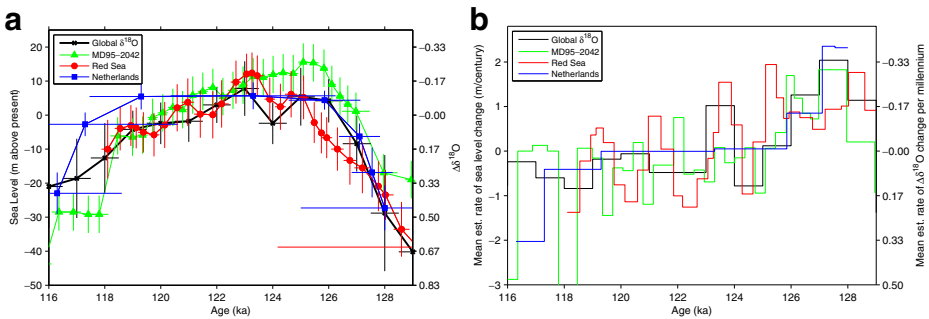 a
20
10
0
−10
−20
−30
−40
−50
Sea Level (m above present)
116 118 120 122 124 126 128
Age (ka)
−0.33
−0.17
−0.00
0.17
0.33
0.50
0.67
0.83
Δδ¹⁸O
Global δ¹⁸O
MD95−2042
Red Sea
Netherlands
b
2
1
0
−1
−2
−3
Mean est. rate of sea level change (m/century)
116 118 120 122 124 126 128
Age (ka)
−0.33
−0.17
−0.00
0.17
0.33
0.50
Mean est. rate of Δδ¹⁸O change per millennium
Global δ¹⁸O
MD95−2042
Red Sea
Netherlands